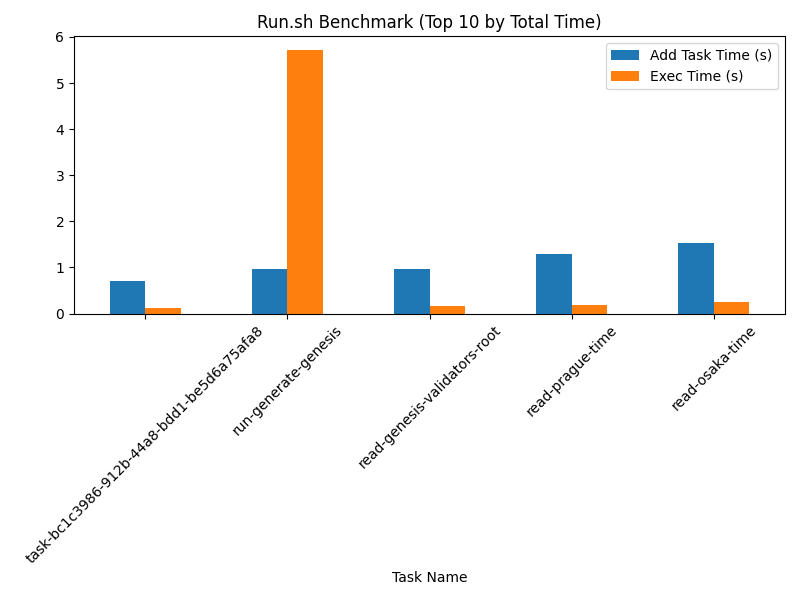 Run.sh Benchmark (Top 10 by Total Time)
Add Task Time (s)
Exec Time (s)
6
5
4
3
2
1
0
task-bc1c3986-912b-44a8-bdd1-be5d6a75afa8
run-generate-genesis
read-genesis-validators-root
read-prague-time
read-osaka-time
Task Name